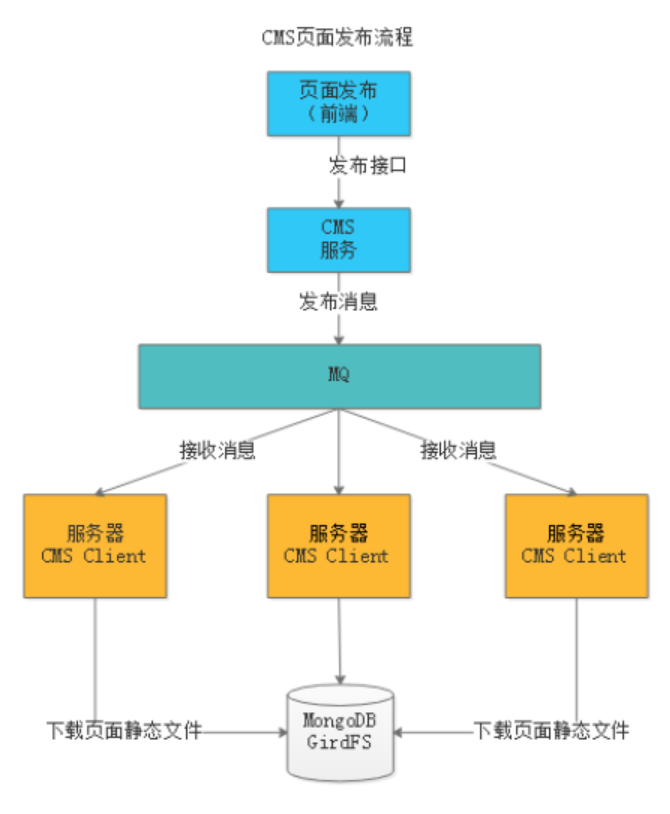 CMS页面发布流程
页面发布
（前端）
发布接口
CMS
服务
发布消息
MQ
接收消息
接收消息
服务器
CMS Client
服务器
CMS Client
服务器
CMS Client
MongoDB
GirdFS
下载页面静态文件
下载页面静态文件